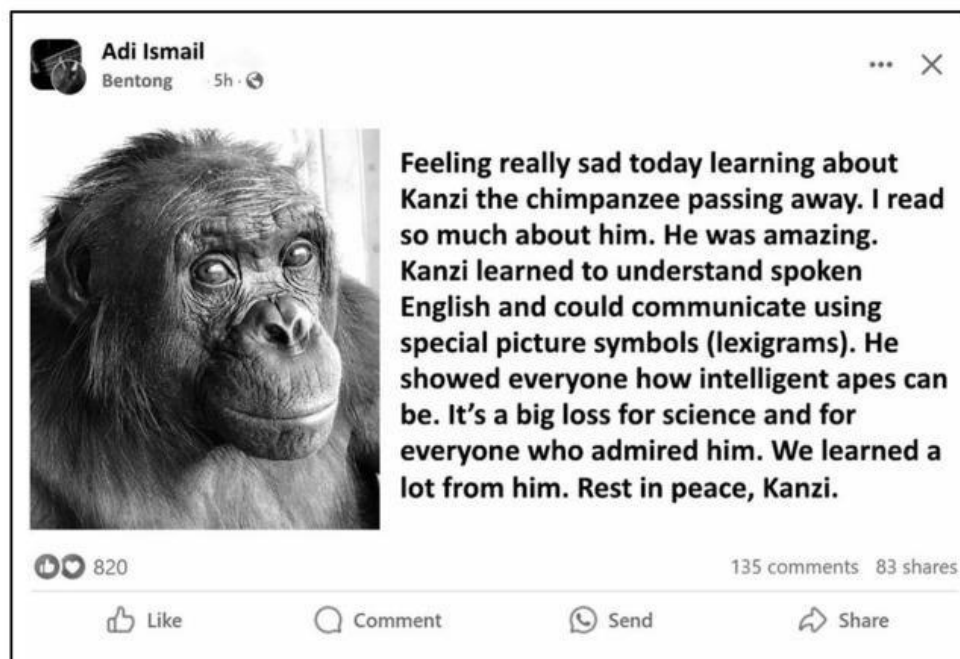 Adi Ismail
Bentong · 5h ·
Feeling really sad today learning about
Kanzi the chimpanzee passing away. I read
so much about him. He was amazing.
Kanzi learned to understand spoken
English and could communicate using
special picture symbols (lexigrams). He
showed everyone how intelligent apes can
be. It’s a big loss for science and for
everyone who admired him. We learned a
lot from him. Rest in peace, Kanzi.
820 135 comments 83 shares
Like Comment Send Share